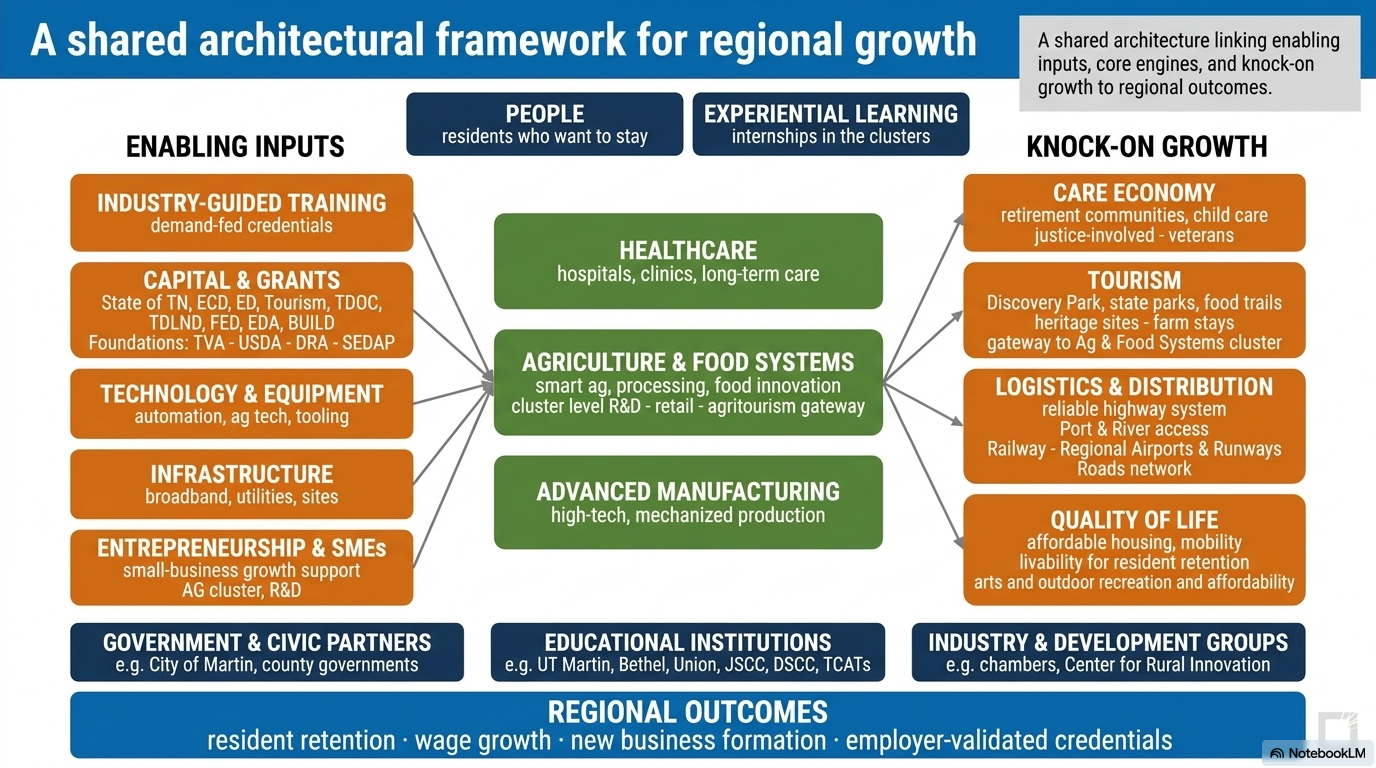 A shared architectural framework for regional growth
A shared architecture linking enabling
inputs, core engines, and knock-on
growth to regional outcomes.
PEOPLE
residents who want to stay
EXPERIENTIAL LEARNING
internships in the clusters
ENABLING INPUTS
INDUSTRY-GUIDED TRAINING
demand-fed credentials
CAPITAL & GRANTS
State of TN, ECD, ED, Tourism, TDOC,
TDLND, FED, EDA, BUILD
Foundations: TVA - USDA - DRA - SEDAP
TECHNOLOGY & EQUIPMENT
automation, ag tech, tooling
INFRASTRUCTURE
broadband, utilities, sites
ENTREPRENEURSHIP & SMEs
small-business growth support
AG cluster, R&D
HEALTHCARE
hospitals, clinics, long-term care
AGRICULTURE & FOOD SYSTEMS
smart ag, processing, food innovation
cluster level R&D - retail - agritourism gateway
ADVANCED MANUFACTURING
high-tech, mechanized production
KNOCK-ON GROWTH
CARE ECONOMY
retirement communities, child care
justice-involved - veterans
TOURISM
Discovery Park, state parks, food trails
heritage sites - farm stays
gateway to Ag & Food Systems cluster
LOGISTICS & DISTRIBUTION
reliable highway system
Port & River access
Railway - Regional Airports & Runways
Roads network
QUALITY OF LIFE
affordable housing, mobility
livability for resident retention
arts and outdoor recreation and affordability
GOVERNMENT & CIVIC PARTNERS
e.g. City of Martin, county governments
EDUCATIONAL INSTITUTIONS
e.g. UT Martin, Bethel, Union, JSCC, DSCC, TCATs
INDUSTRY & DEVELOPMENT GROUPS
e.g. chambers, Center for Rural Innovation
REGIONAL OUTCOMES
resident retention · wage growth · new business formation · employer-validated credentials
NotebookLM